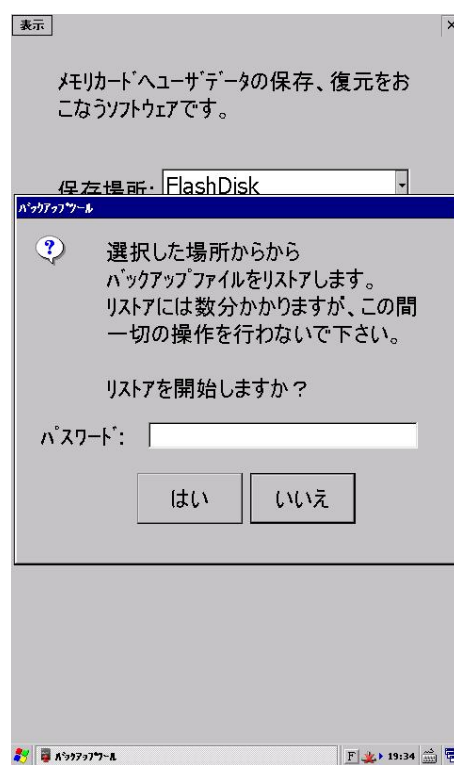 表示
×
ﾒﾓﾘｶｰﾄﾞへﾕｰｻﾞﾃﾞｰﾀの保存、復元をお
こなうｿﾌﾄｳｪｱです。
保存場所: FlashDisk
ﾊﾞｯｸｱｯﾌﾟﾂｰﾙ
選択した場所からから
ﾊﾞｯｸｱｯﾌﾟﾌｧｲﾙをﾘｽﾄｱします。
ﾘｽﾄｱには数分かかりますが、この間
一切の操作を行わないで下さい。
ﾘｽﾄｱを開始しますか？
ﾊﾟｽﾜｰﾄﾞ:
はい
いいえ
ﾊﾞｯｸｱｯﾌﾟﾂｰﾙ
F
19:34